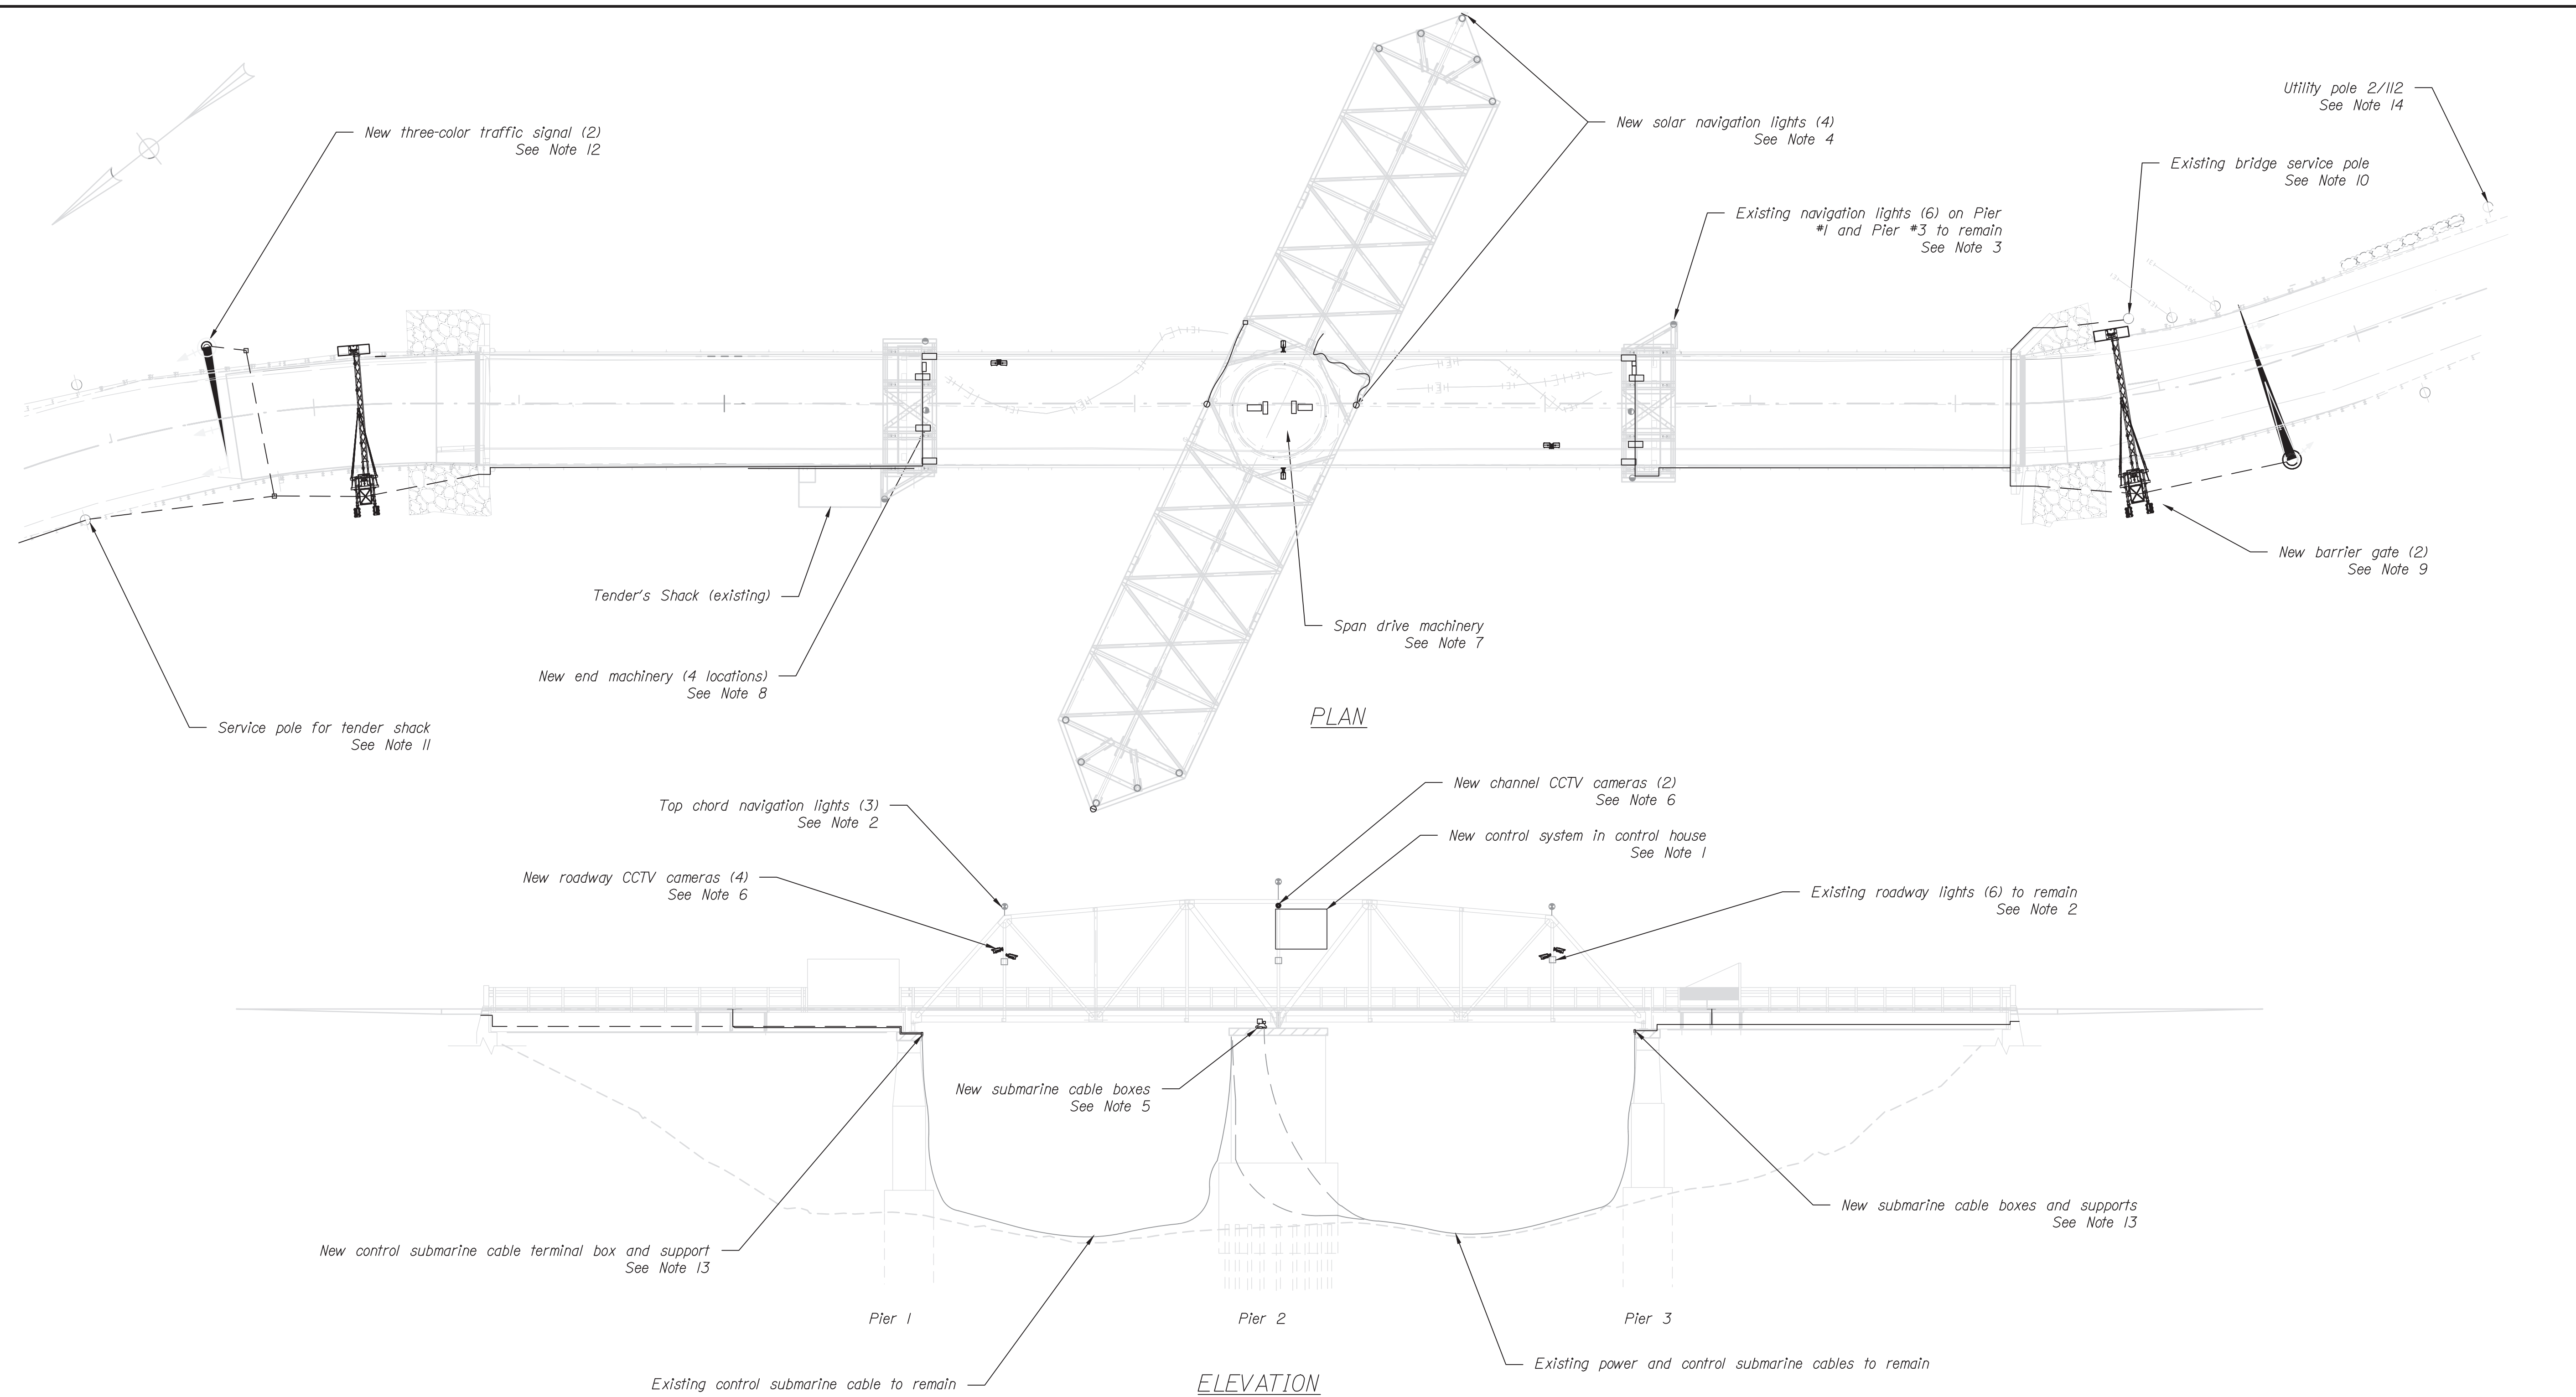 New three-color traffic signal (2)
See Note 12
New solar navigation lights (4)
See Note 4
Utility pole 2/112
See Note 14
Existing bridge service pole
See Note 10
Existing navigation lights (6) on Pier
#1 and Pier #3 to remain
See Note 3
New barrier gate (2)
See Note 9
Tender's Shack (existing)
Span drive machinery
See Note 7
New end machinery (4 locations)
See Note 8
Service pole for tender shack
See Note 11
PLAN
Top chord navigation lights (3)
See Note 2
New channel CCTV cameras (2)
See Note 6
New control system in control house
See Note 1
New roadway CCTV cameras (4)
See Note 6
Existing roadway lights (6) to remain
See Note 2
New submarine cable boxes
See Note 5
New submarine cable boxes and supports
See Note 13
New control submarine cable terminal box and support
See Note 13
Pier 1
Pier 2
Pier 3
Existing power and control submarine cables to remain
Existing control submarine cable to remain
ELEVATION